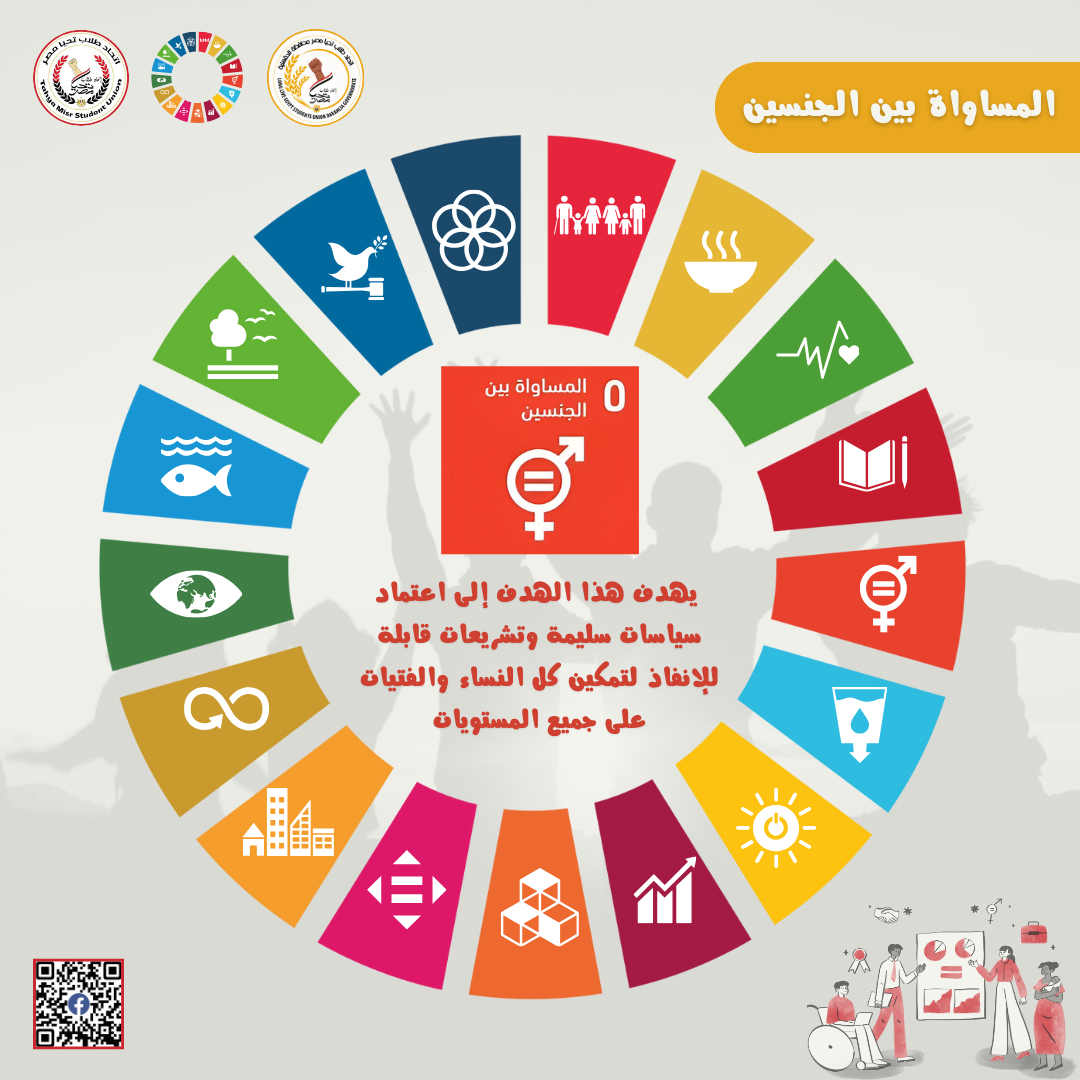 اتحاد طلاب تحيا مصر
Tahya Misr Student Union
اتحاد طلاب تحيا مصر محافظة الدقهلية
LONG LIVE EGYPT STUDENTS UNION DAKAHLIA GOVERNORATE
المساواة بين الجنسين
0 المساواة بين
الجنسين
يهدف هذا الهدف إلى اعتماد
سياسات سليمة وتشريعات قابلة
للإنفاذ لتمكين كل النساء والفتيات
على جميع المستويات